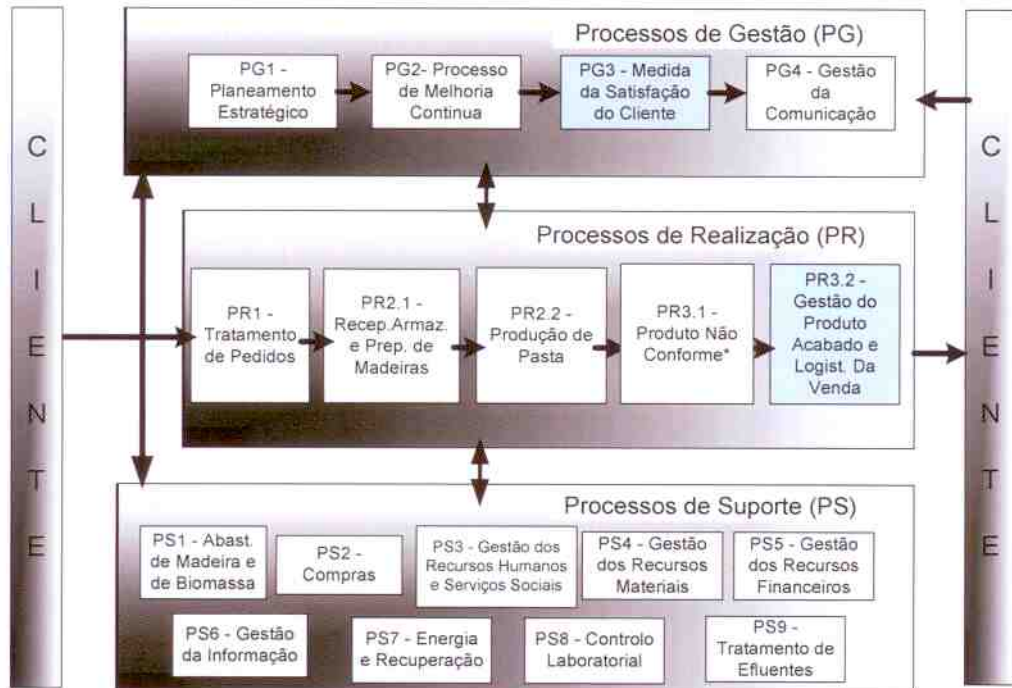 Processos de Gestão (PG)
PG1 -
Planeamento
Estratégico
PG2- Processo
de Melhoria
Continua
PG3 - Medida
da Satisfação
do Cliente
PG4 - Gestão
da
Comunicação
C
L
I
E
N
T
E
Processos de Realização (PR)
PR1 -
Tratamento
de Pedidos
PR2.1 -
Recep.Armaz.
e Prep. de
Madeiras
PR2.2 -
Produção de
Pasta
PR3.1 -
Produto Não
Conforme*
PR3.2 -
Gestão do
Produto
Acabado e
Logist. Da
Venda
C
L
I
E
N
T
E
Processos de Suporte (PS)
PS1 - Abast.
de Madeira e
de Biomassa
PS2 -
Compras
PS3 - Gestão dos
Recursos Humanos
e Serviços Sociais
PS4 - Gestão
dos Recursos
Materiais
PS5 - Gestão
dos Recursos
Financeiros
PS6 - Gestão
da Informação
PS7 - Energia
e Recuperação
PS8 - Controlo
Laboratorial
PS9 -
Tratamento de
Efluentes